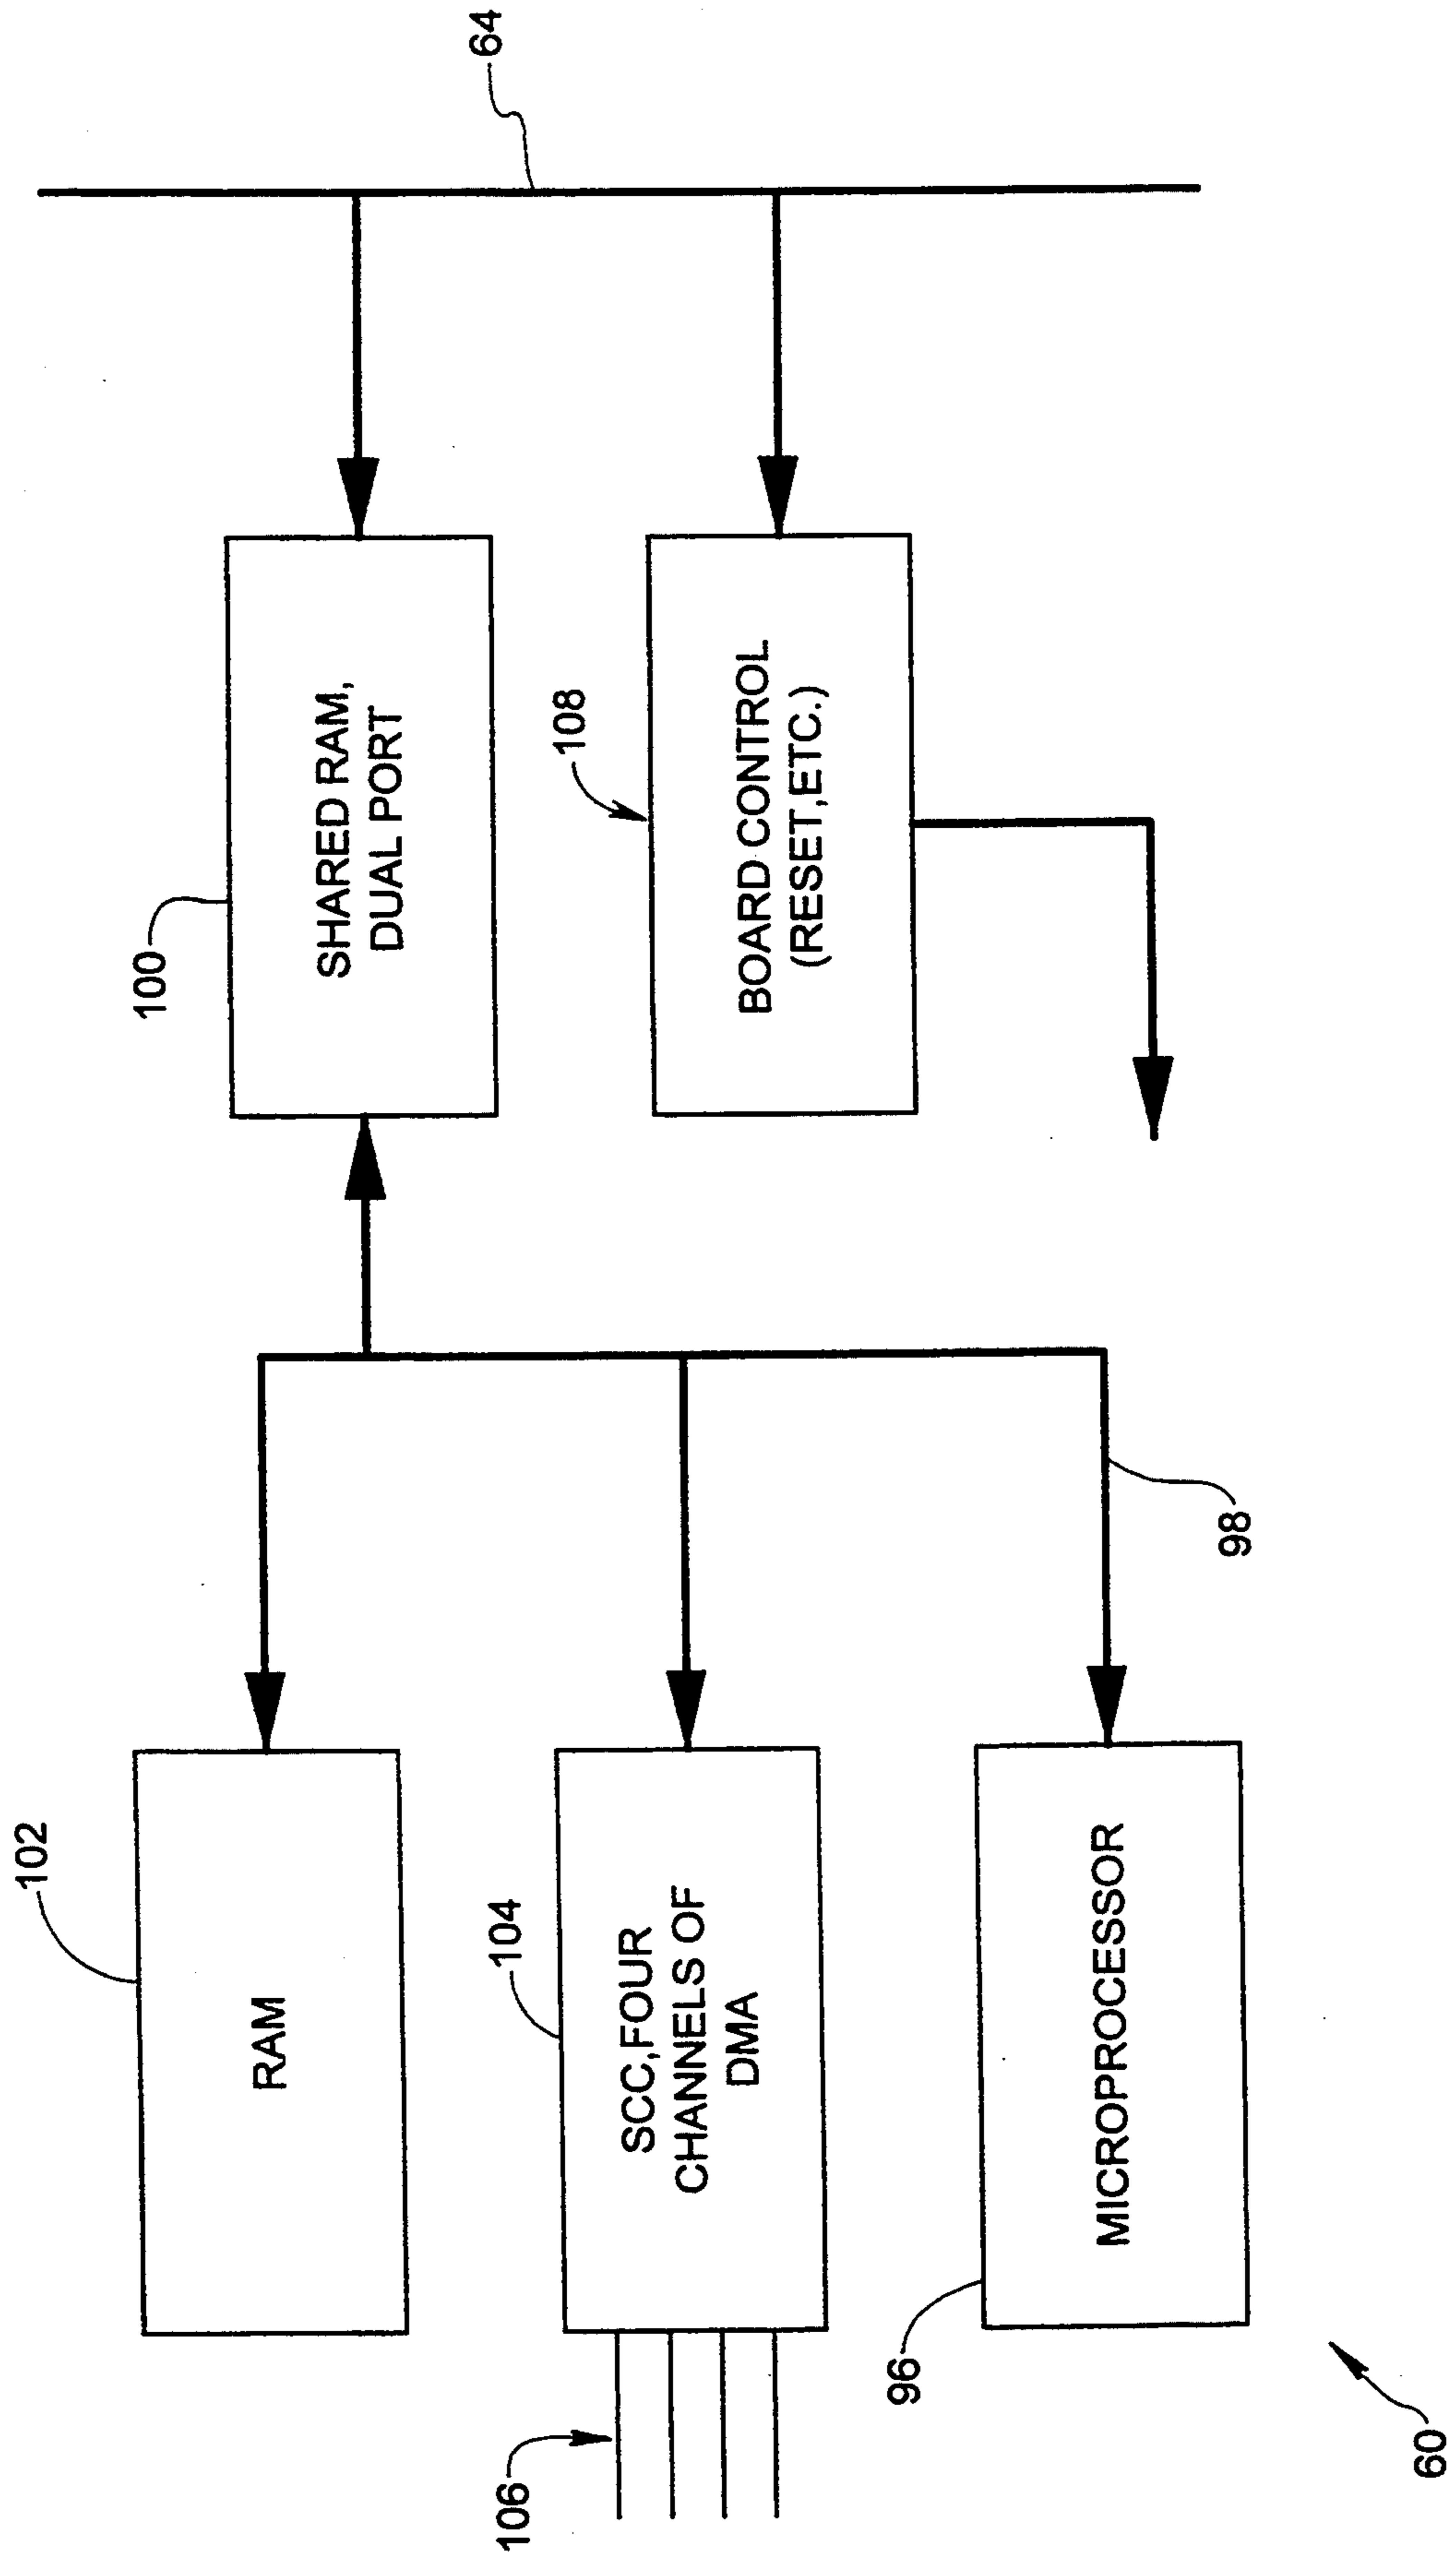 102
RAM
104
SCC,FOUR
CHANNELS OF
DMA
106
96
MICROPROCESSOR
60
98
100
SHARED RAM,
DUAL PORT
108
BOARD CONTROL
(RESET,ETC.)
64